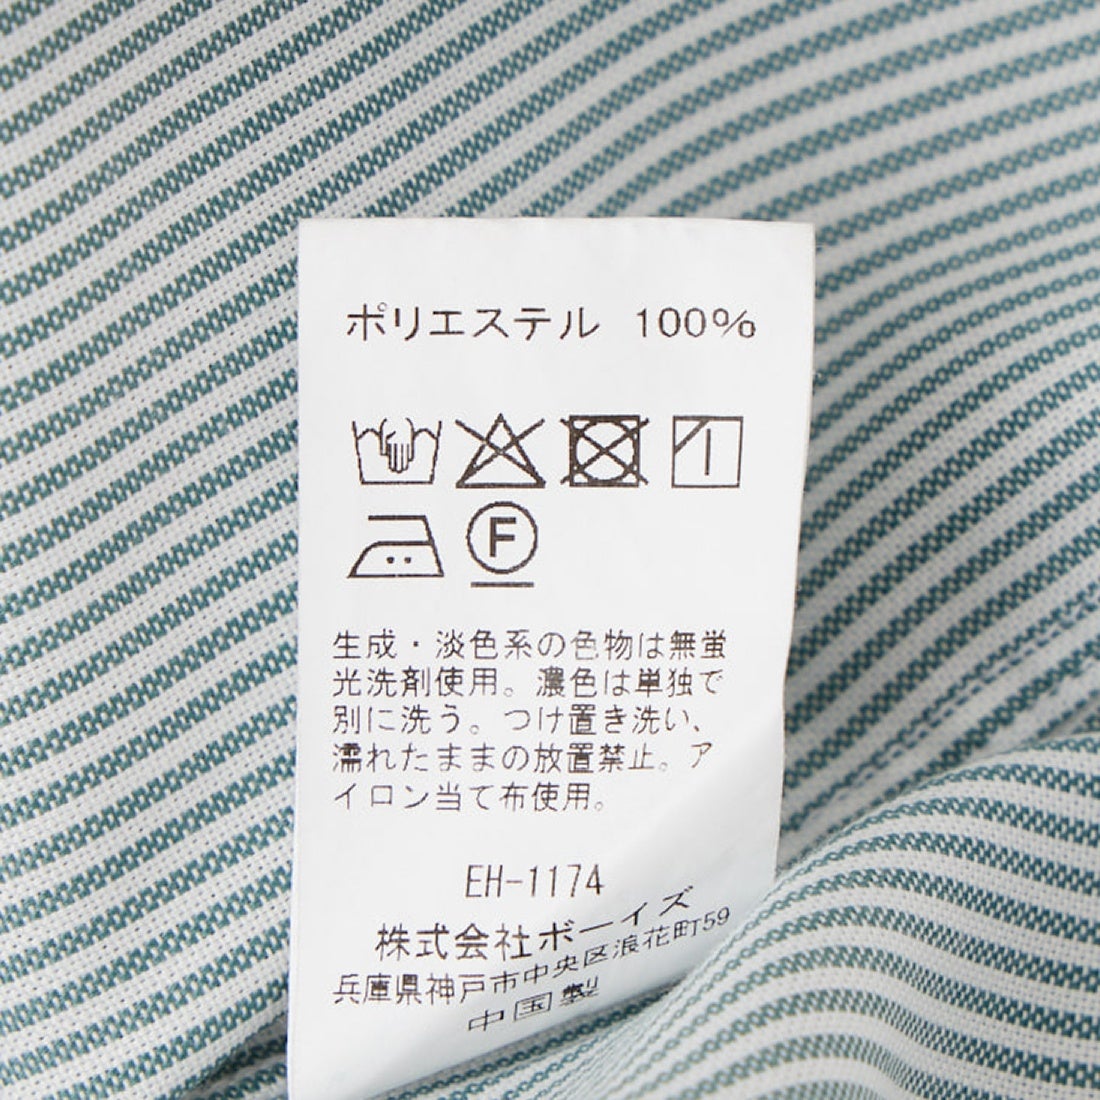 ポリエステル 100%
F
生成・淡色系の色物は無蛍
光洗剤使用。濃色は単独で
別に洗う。つけ置き洗い、
濡れたままの放置禁止。ア
イロン当て布使用。
EH-1174
株式会社ボーイズ
兵庫県神戸市中央区浪花町59
中国製